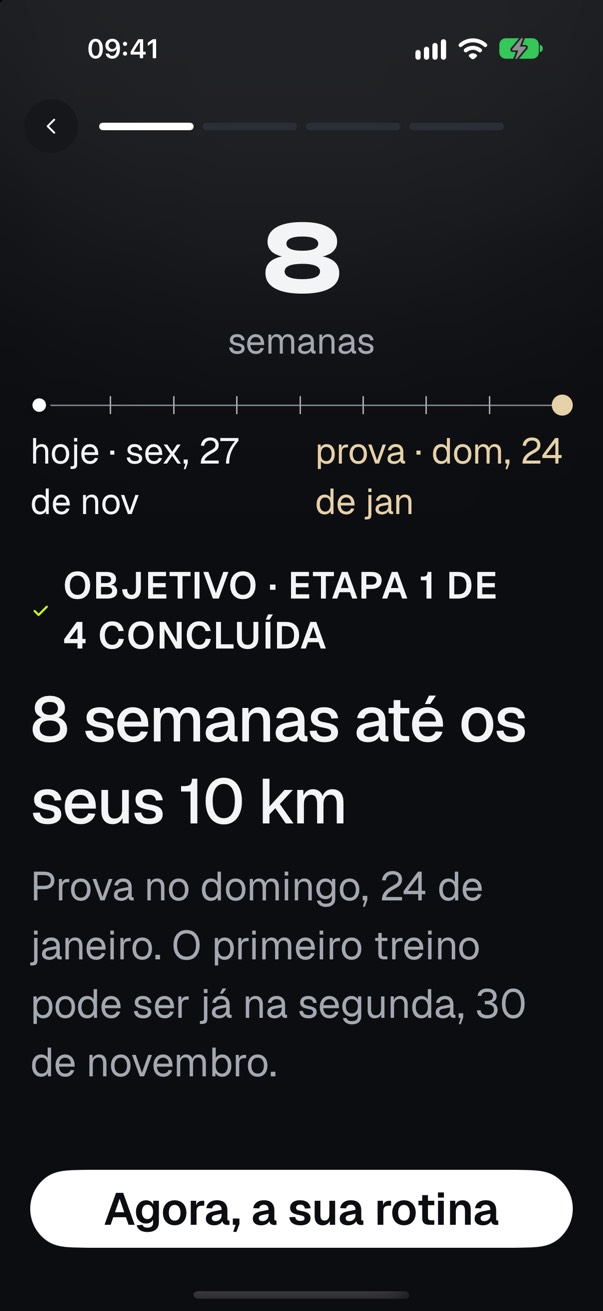 09:41
8
semanas
hoje · sex, 27
de nov
prova · dom, 24
de jan
OBJETIVO · ETAPA 1 DE
4 CONCLUÍDA
8 semanas até os
seus 10 km
Prova no domingo, 24 de
janeiro. O primeiro treino
pode ser já na segunda, 30
de novembro.
Agora, a sua rotina